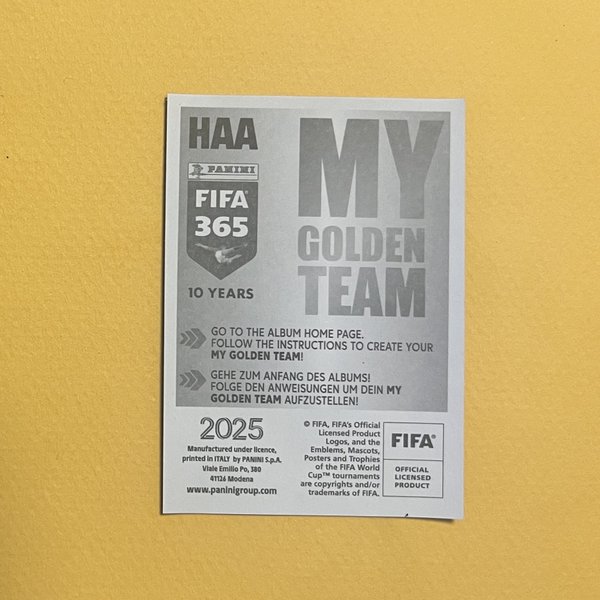 HAA
PANINI
FIFA
365
10 YEARS
MY
GOLDEN
TEAM
GO TO THE ALBUM HOME PAGE.
FOLLOW THE INSTRUCTIONS TO CREATE YOUR
MY GOLDEN TEAM!
GEHE ZUM ANFANG DES ALBUMS!
FOLGE DEN ANWEISUNGEN UM DEIN MY
GOLDEN TEAM AUFZUSTELLEN!
2025
Manufactured under licence,
printed in ITALY by PANINI S.p.A.
Viale Emilio Po, 380
41126 Modena
www.paninigroup.com
© FIFA, FIFA's Official
Licensed Product
Logos, and the
Emblems, Mascots,
Posters and Trophies
of the FIFA World
Cup™ tournaments
are copyrights and/or
trademarks of FIFA.
FIFA®
OFFICIAL
LICENSED
PRODUCT